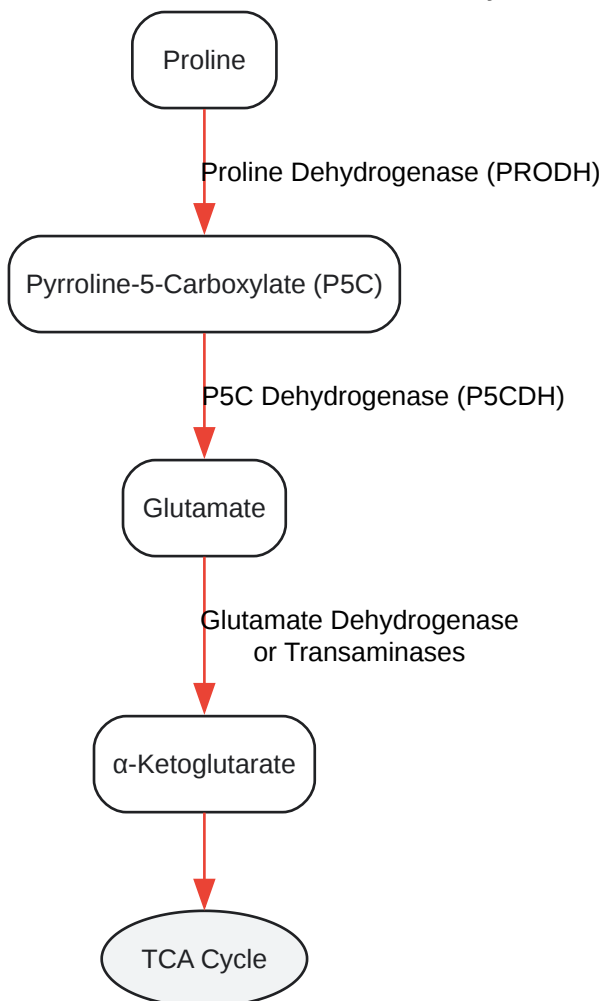 Proline
Proline Dehydrogenase (PRODH)
Pyrroline-5-Carboxylate (P5C)
P5C Dehydrogenase (P5CDH)
Glutamate
Glutamate Dehydrogenase
or Transaminases
α-Ketoglutarate
TCA Cycle